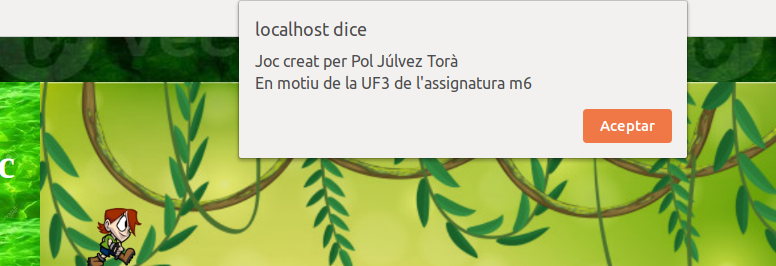 localhost dice
Joc creat per Pol Júlvez Torà
En motiu de la UF3 de l'assignatura m6
Aceptar
c